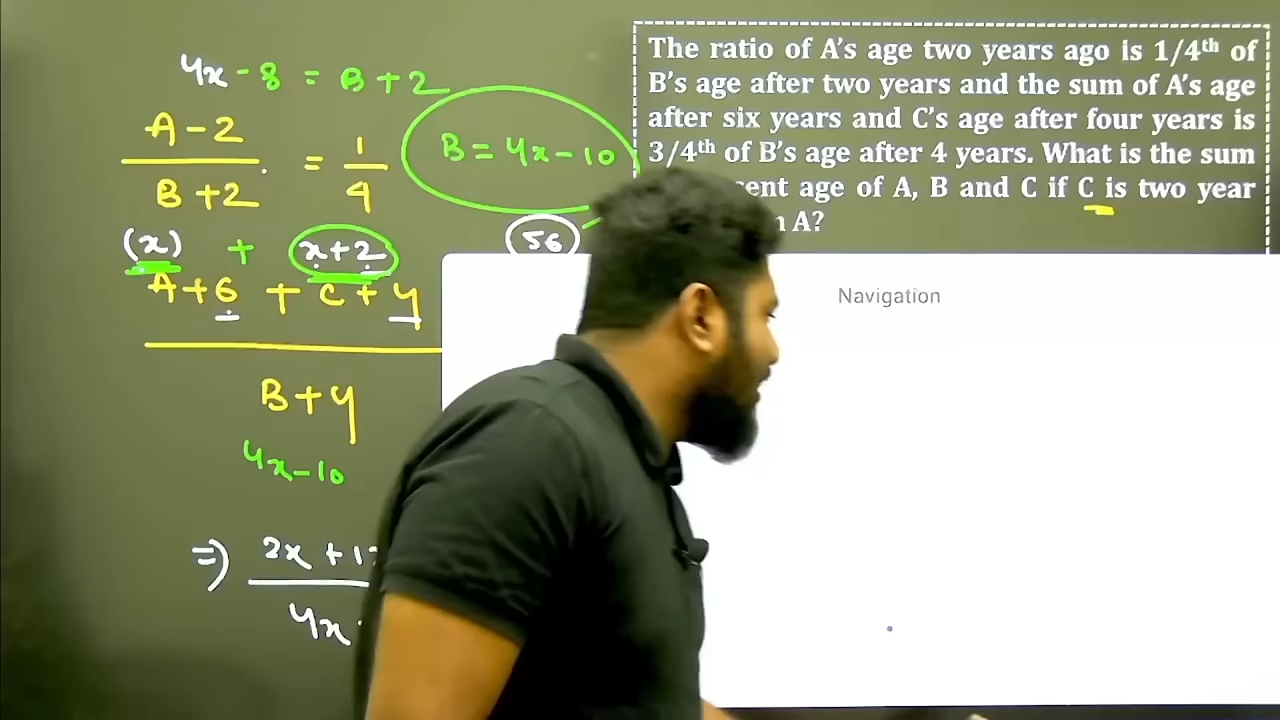 4x - 8 = B + 2
A - 2 / B + 2 = 1 / 4
B = 4x - 10
56
(x) + x + 2
A + 6 + C + 4
B + 4
4x - 10
=) 2x + 1
4x
The ratio of A's age two years ago is 1/4th of
B's age after two years and the sum of A's age
after six years and C's age after four years is
3/4th of B's age after 4 years. What is the sum
age of A, B and C if C is two year
A?
Navigation